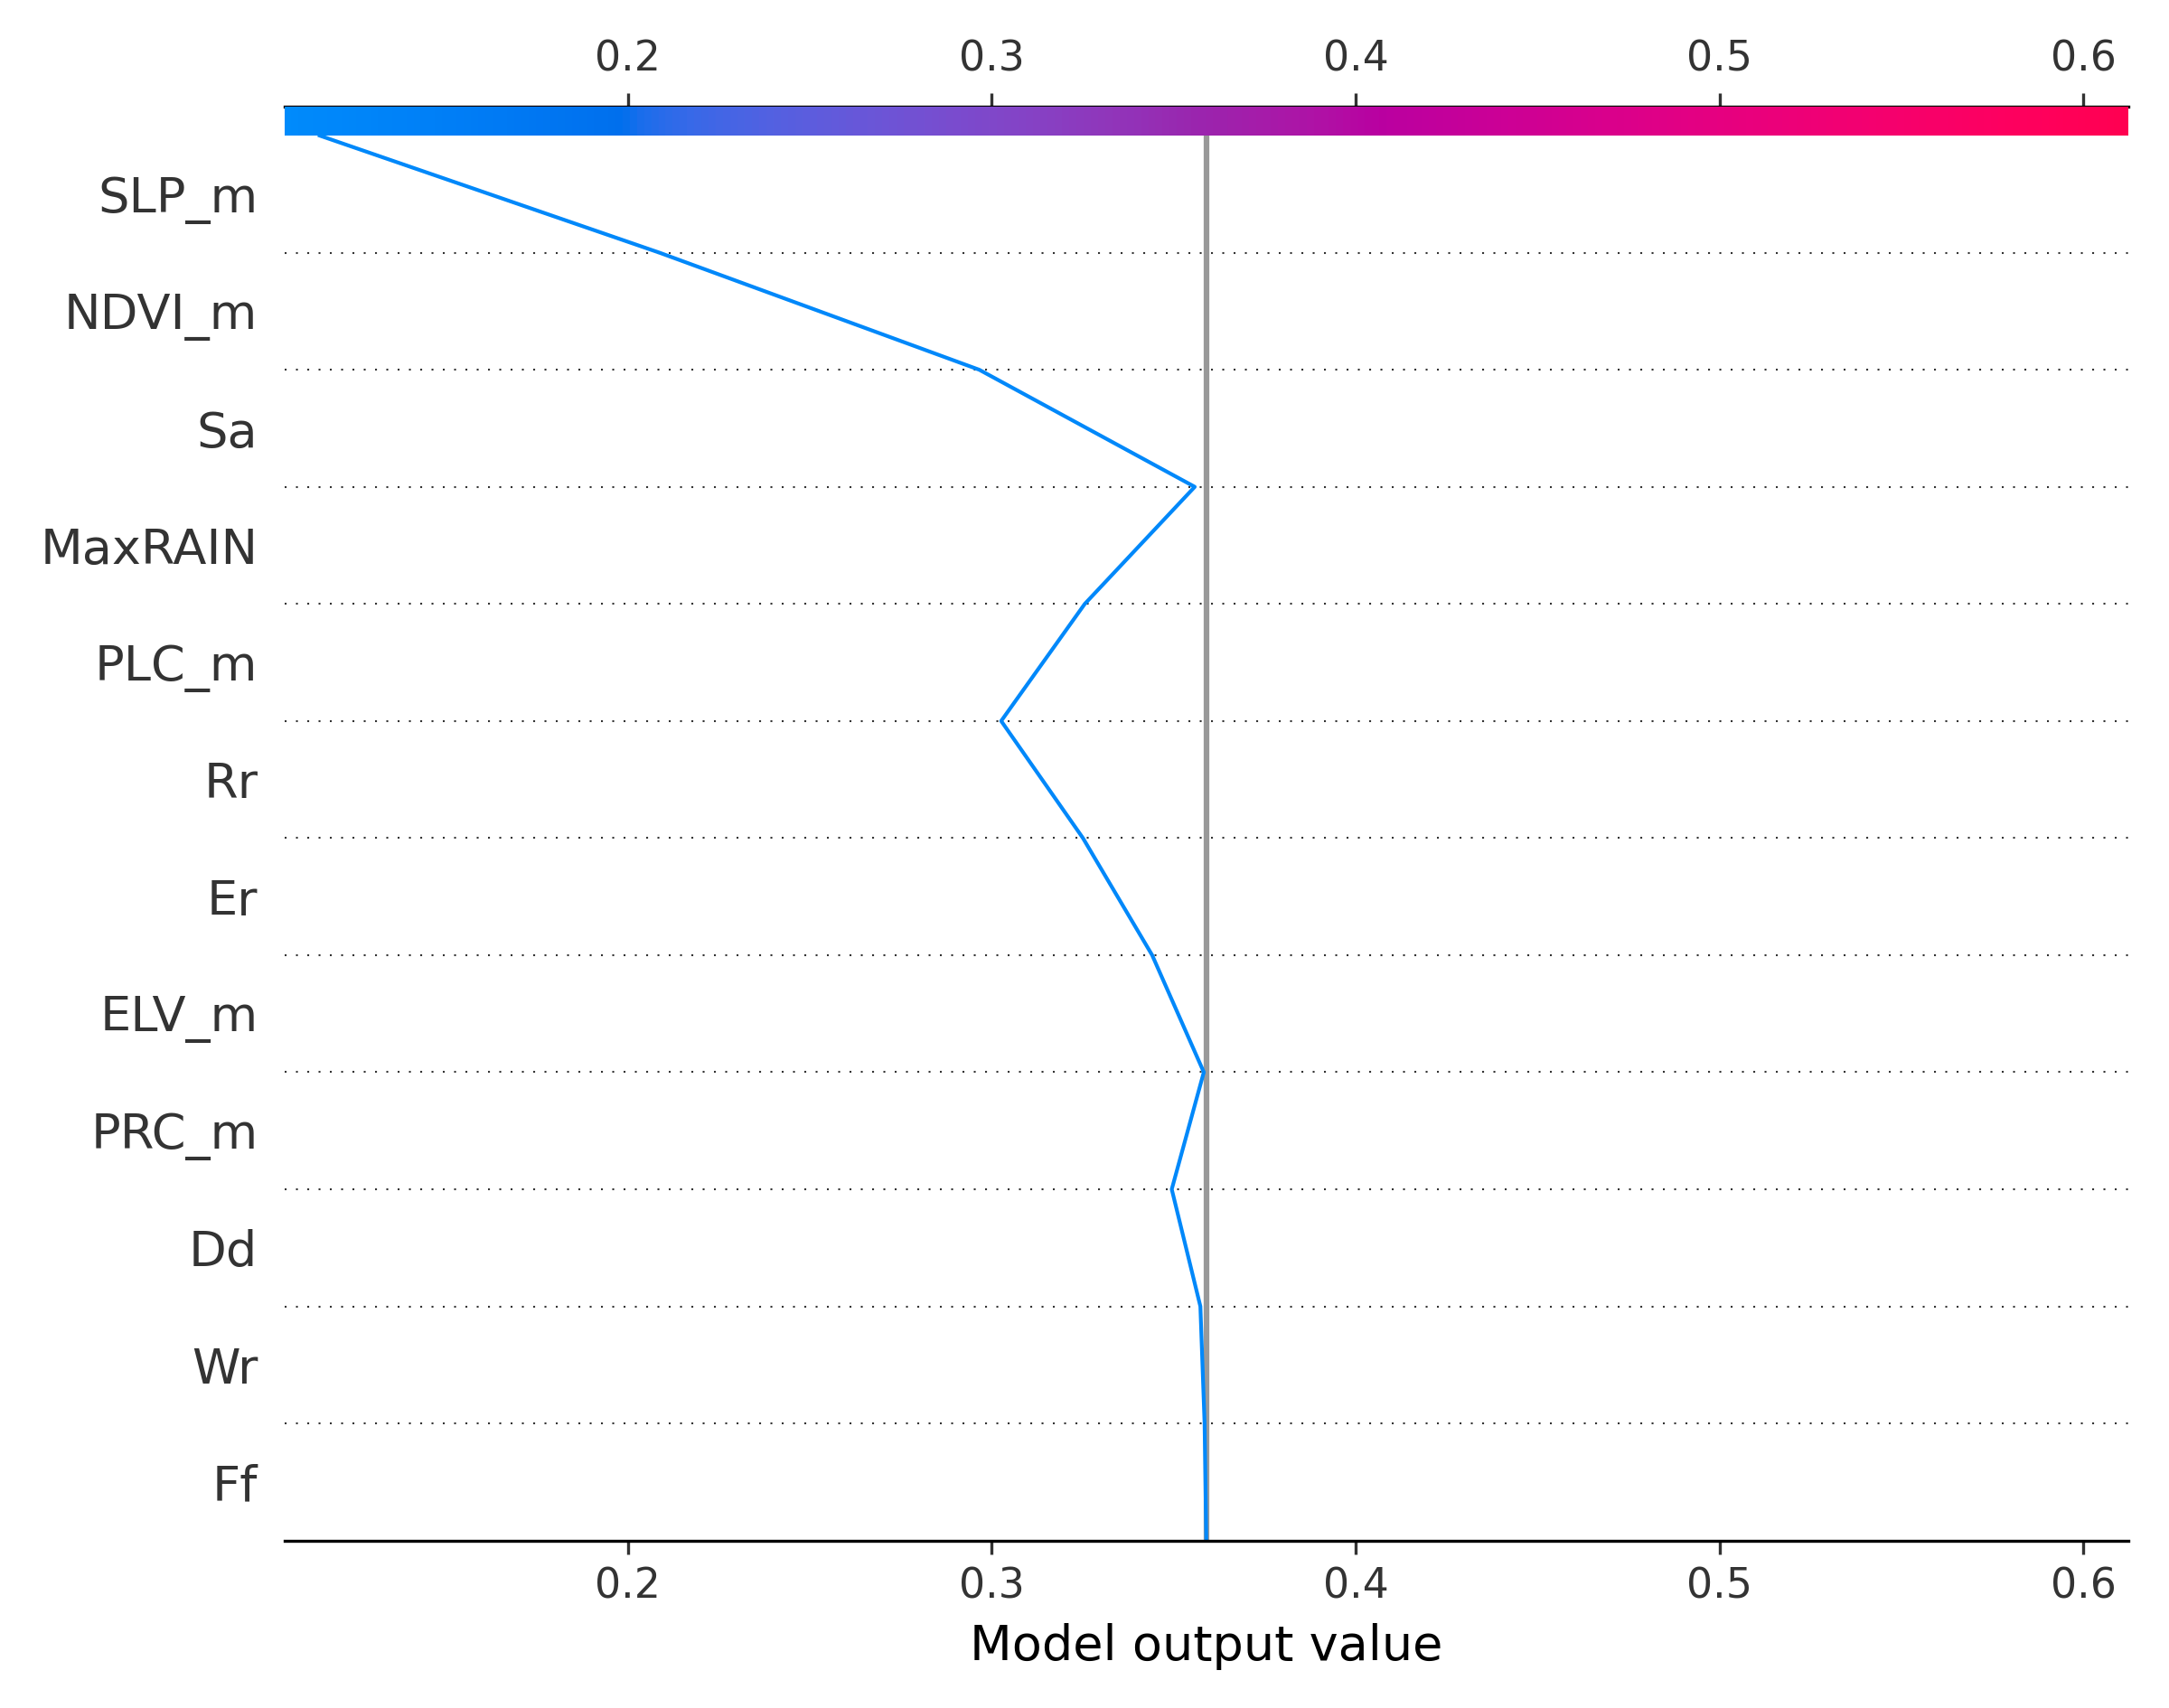 0.2 0.3 0.4 0.5 0.6
SLP_m
NDVI_m
Sa
MaxRAIN
PLC_m
Rr
Er
ELV_m
PRC_m
Dd
Wr
Ff
0.2 0.3 0.4 0.5 0.6
Model output value